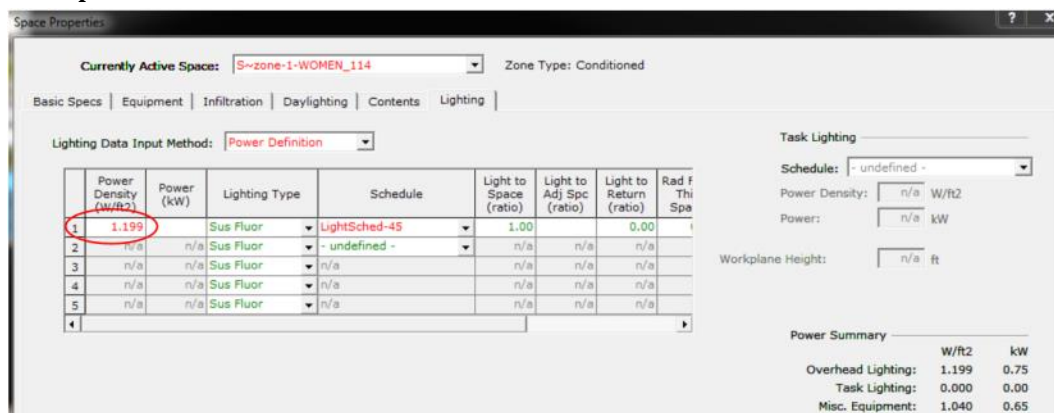 Space Properties
? x
Currently Active Space: S~zone-1-WOMEN_114 Zone Type: Conditioned
Basic Specs | Equipment | Infiltration | Daylighting | Contents | Lighting
Lighting Data Input Method: Power Definition
Power Density (W/ft2) Power (kW) Lighting Type Schedule Light to Space (ratio) Light to Adj Spc (ratio) Light to Return (ratio) Rad F
1 1.199 Sus Fluor LightSched-45 1.00 0.00
2 n/a n/a Sus Fluor - undefined - n/a n/a n/a
3 n/a n/a Sus Fluor n/a n/a n/a n/a
4 n/a n/a Sus Fluor n/a n/a n/a n/a
5 n/a n/a Sus Fluor n/a n/a n/a n/a
Task Lighting
Schedule: - undefined -
Power Density: n/a W/ft2
Power: n/a kW
Workplane Height: n/a ft
Power Summary
W/ft2 kW
Overhead Lighting: 1.199 0.75
Task Lighting: 0.000 0.00
Misc. Equipment: 1.040 0.65